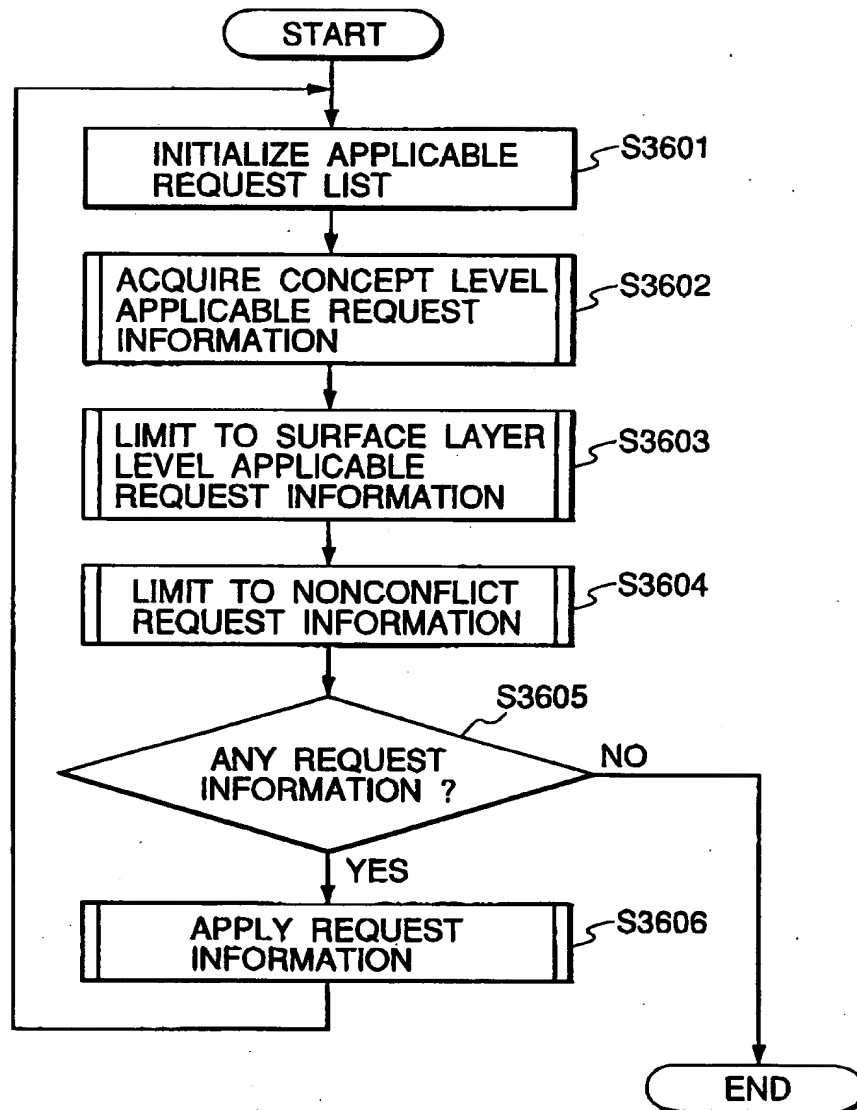 START
INITIALIZE APPLICABLE
REQUEST LIST
S3601
ACQUIRE CONCEPT LEVEL
APPLICABLE REQUEST
INFORMATION
S3602
LIMIT TO SURFACE LAYER
LEVEL APPLICABLE
REQUEST INFORMATION
S3603
LIMIT TO NONCONFLICT
REQUEST INFORMATION
S3604
S3605
ANY REQUEST
INFORMATION ?
NO
YES
APPLY REQUEST
INFORMATION
S3606
END